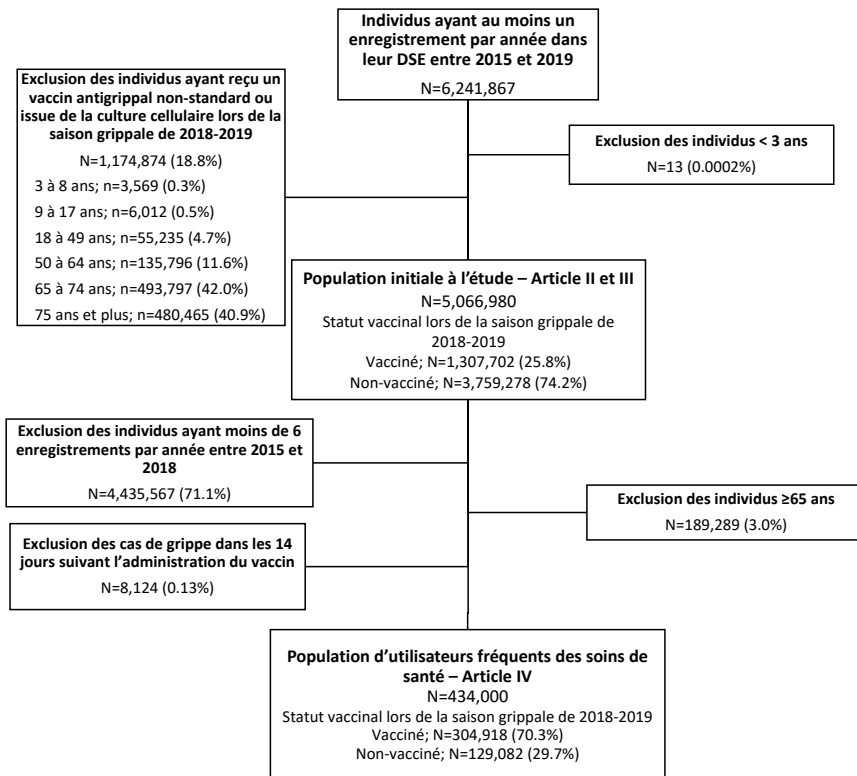 Individus ayant au moins un
enregistrement par année dans
leur DSE entre 2015 et 2019
N=6,241,867
Exclusion des individus ayant reçu un
vaccin antigrippal non-standard ou
issue de la culture cellulaire lors de la
saison grippale de 2018-2019
N=1,174,874 (18.8%)
3 à 8 ans; n=3,569 (0.3%)
9 à 17 ans; n=6,012 (0.5%)
18 à 49 ans; n=55,235 (4.7%)
50 à 64 ans; n=135,796 (11.6%)
65 à 74 ans; n=493,797 (42.0%)
75 ans et plus; n=480,465 (40.9%)
Exclusion des individus < 3 ans
N=13 (0.0002%)
Population initiale à l’étude – Article II et III
N=5,066,980
Statut vaccinal lors de la saison grippale de
2018-2019
Vacciné; N=1,307,702 (25.8%)
Non-vacciné; N=3,759,278 (74.2%)
Exclusion des individus ayant moins de 6
enregistrements par année entre 2015 et
2018
N=4,435,567 (71.1%)
Exclusion des individus ≥65 ans
N=189,289 (3.0%)
Exclusion des cas de grippe dans les 14
jours suivant l’administration du vaccin
N=8,124 (0.13%)
Population d’utilisateurs fréquents des soins de
santé – Article IV
N=434,000
Statut vaccinal lors de la saison grippale de 2018-2019
Vacciné; N=304,918 (70.3%)
Non-vacciné; N=129,082 (29.7%)